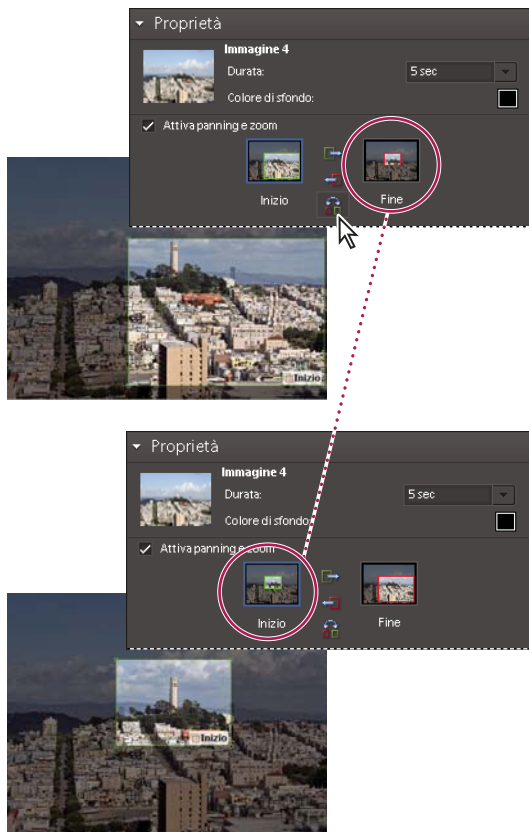 Proprietà
Immagine 4
Durata:
5 sec
Colore di sfondo:
Attiva panning e zoom
Inizio
Fine
Inizio
Proprietà
Immagine 4
Durata:
5 sec
Colore di sfondo:
Attiva panning e zoom
Inizio
Fine
Inizio